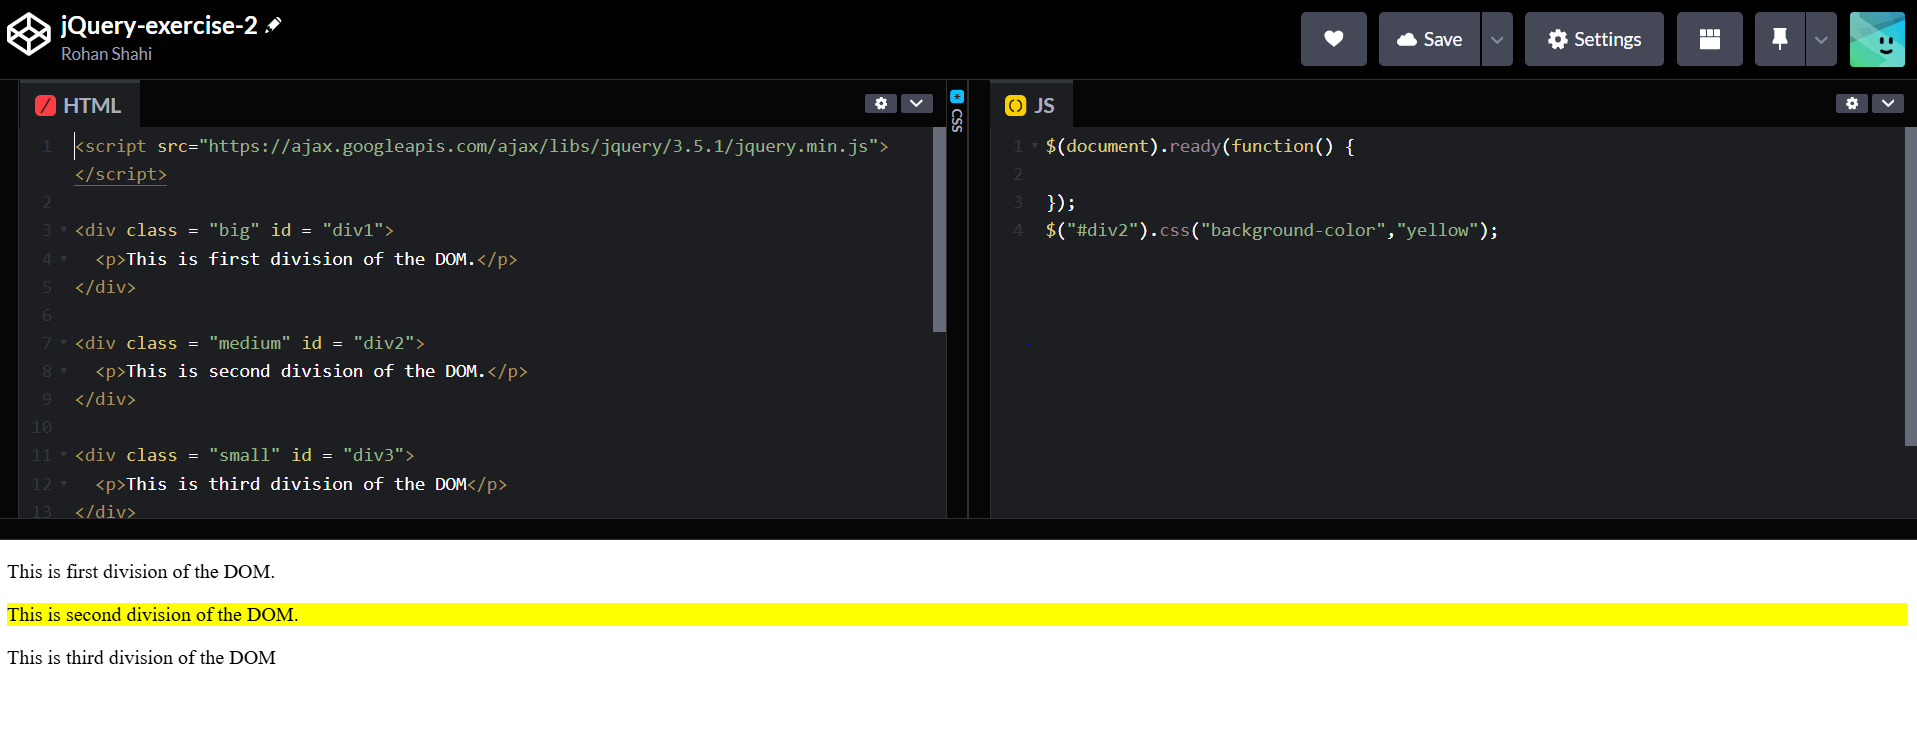 jQuery-exercise-2
Rohan Shahi
Save
Settings
HTML
1 <script src="https://ajax.googleapis.com/ajax/libs/jquery/3.5.1/jquery.min.js">
</script>
2
3 <div class = "big" id = "div1">
4 <p>This is first division of the DOM.</p>
5 </div>
6
7 <div class = "medium" id = "div2">
8 <p>This is second division of the DOM.</p>
9 </div>
10
11 <div class = "small" id = "div3">
12 <p>This is third division of the DOM</p>
13 </div>
CSS
JS
1 $(document).ready(function() {
2
3 });
4 $("#div2").css("background-color","yellow");
This is first division of the DOM.
This is second division of the DOM.
This is third division of the DOM